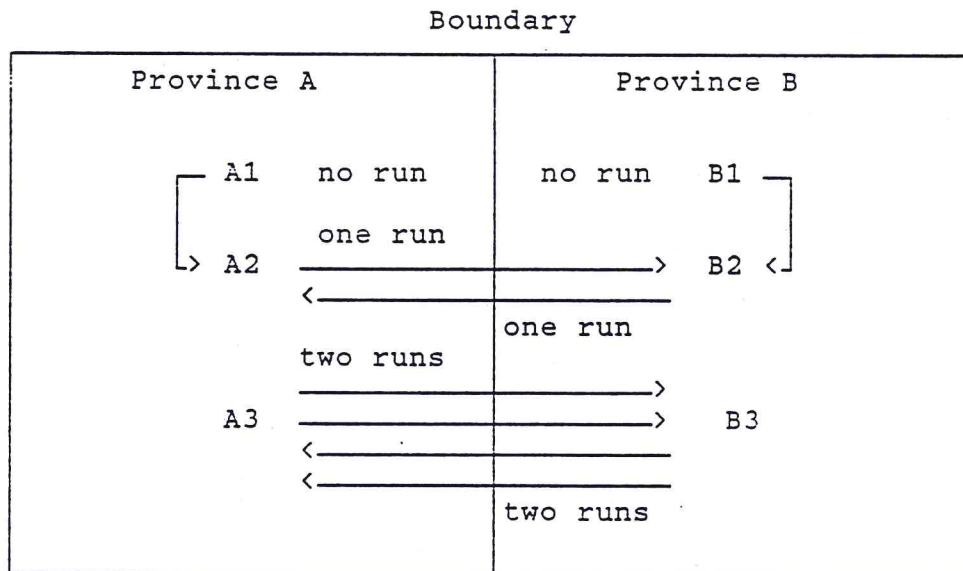 Boundary
Province A Province B
A1 no run no run B1
one run
A2 B2
one run
two runs
A3 B3
two runs